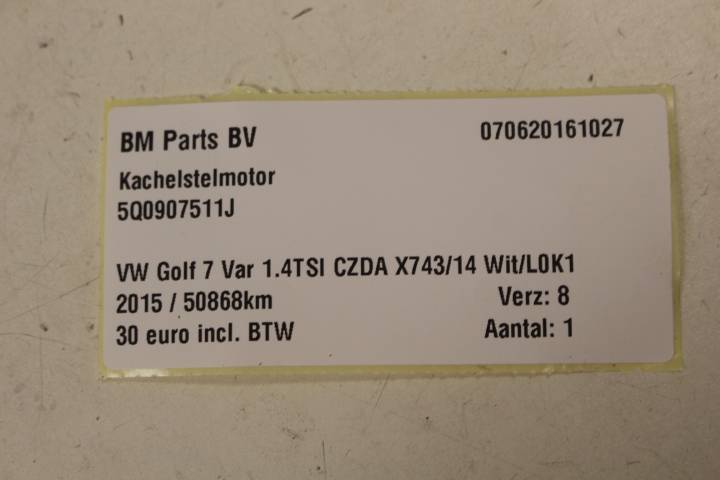 BM Parts BV 070620161027
Kachelstelmotor
5Q0907511J
VW Golf 7 Var 1.4TSI CZDA X743/14 Wit/L0K1
2015 / 50868km Verz: 8
30 euro incl. BTW Aantal: 1